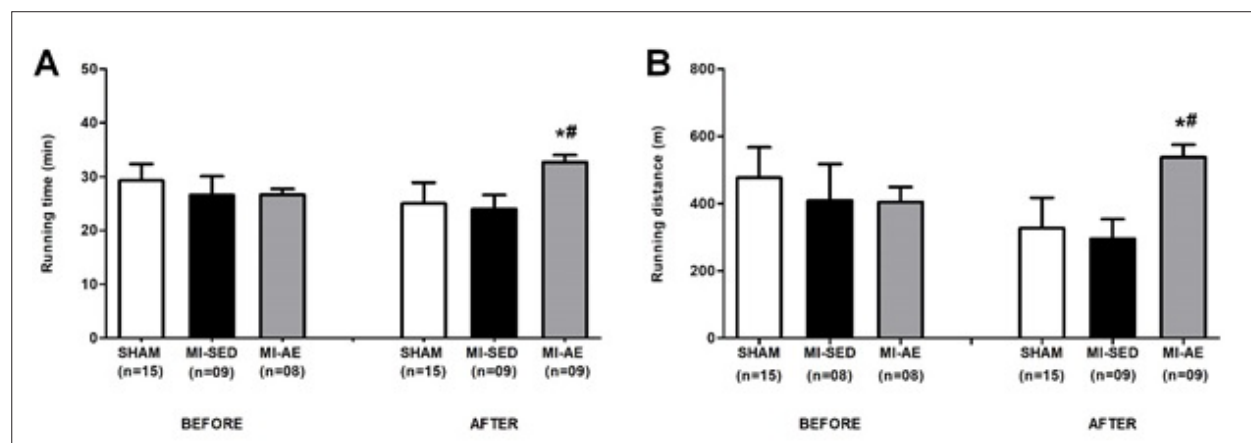 A
Running time (min)
50
40
30
20
10
0
*#
SHAM MI-SED MI-AE SHAM MI-SED MI-AE
(n=15) (n=09) (n=08) (n=15) (n=09) (n=09)
BEFORE AFTER
B
Running distance (m)
800
600
400
200
0
*#
SHAM MI-SED MI-AE SHAM MI-SED MI-AE
(n=15) (n=08) (n=08) (n=15) (n=09) (n=09)
BEFORE AFTER